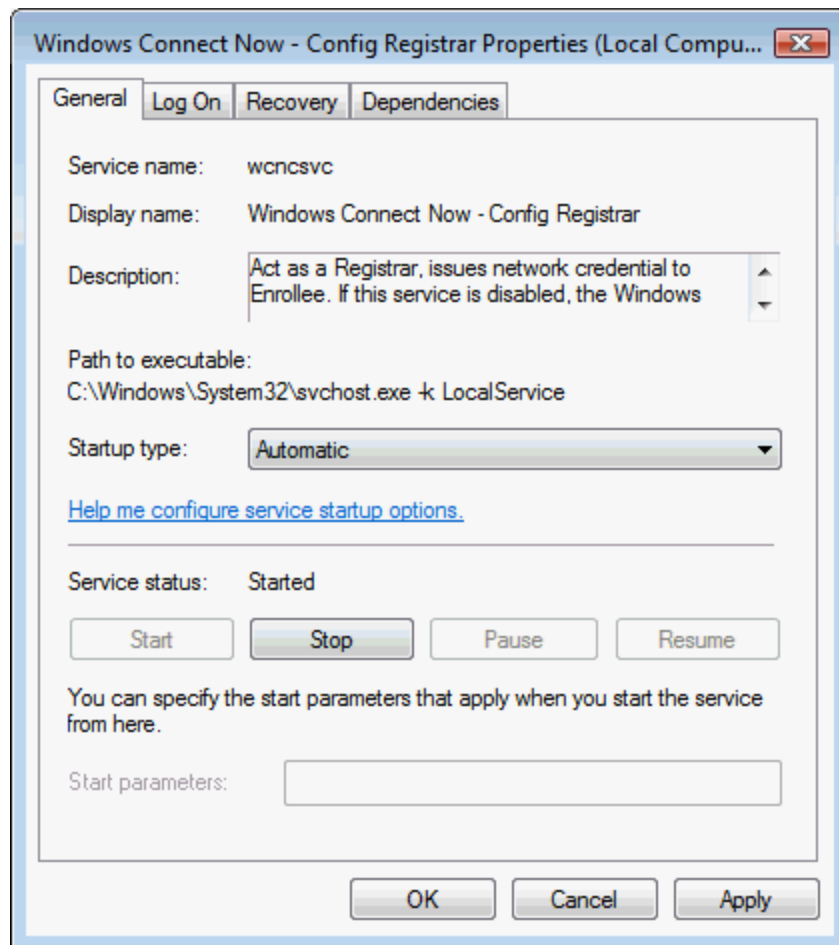 Windows Connect Now - Config Registrar Properties (Local Compu...
General Log On Recovery Dependencies
Service name: wcncsvc
Display name: Windows Connect Now - Config Registrar
Description: Act as a Registrar, issues network credential to
Enrollee. If this service is disabled, the Windows
Path to executable:
C:\Windows\System32\svchost.exe -k LocalService
Startup type: Automatic
Help me configure service startup options.
Service status: Started
Start Stop Pause Resume
You can specify the start parameters that apply when you start the service
from here.
Start parameters:
OK Cancel Apply